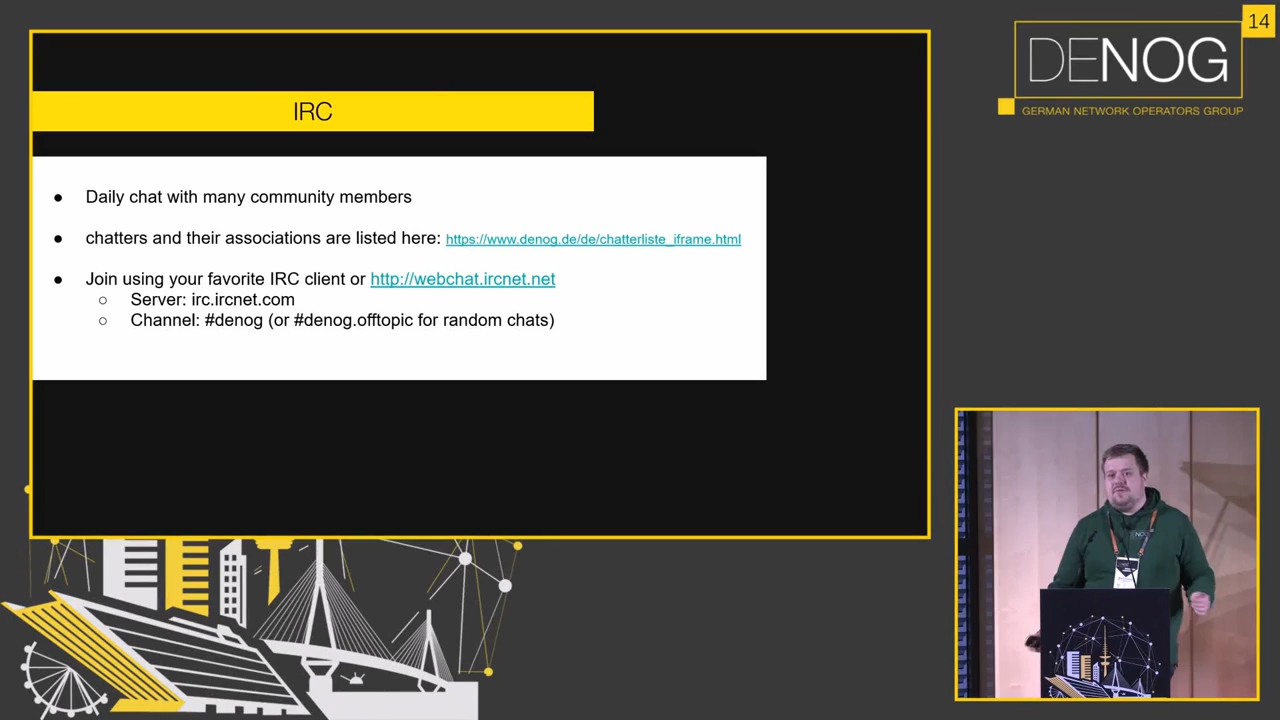 14
DENOG
GERMAN NETWORK OPERATORS GROUP
IRC
● Daily chat with many community members
● chatters and their associations are listed here: https://www.denog.de/de/chatterliste_iframe.html
● Join using your favorite IRC client or http://webchat.ircnet.net
○ Server: irc.ircnet.com
○ Channel: #denog (or #denog.offtopic for random chats)